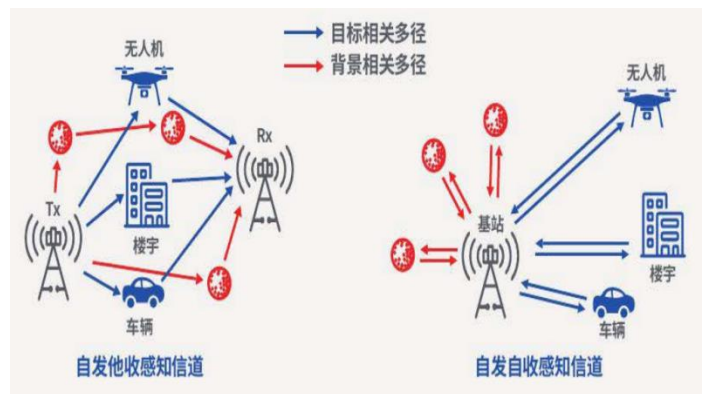 目标相关多径
背景相关多径
无人机
Rx
Tx
楼宇
车辆
自发他收感知信道
无人机
基站
楼宇
车辆
自发自收感知信道